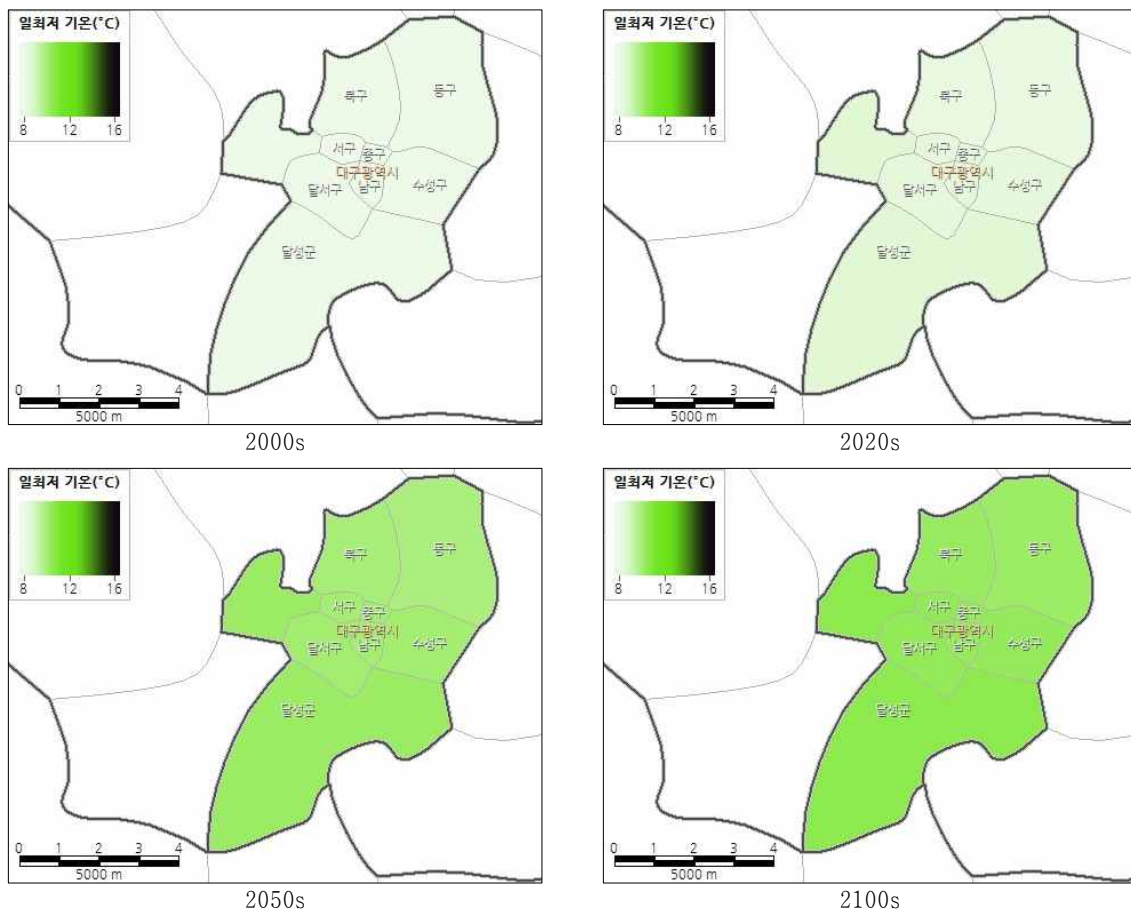 일최저 기온(°C)
8 12 16
북구
동구
서구
중구
대구광역시
달서구
남구
수성구
달성군
0 1 2 3 4
5000 m
2000s
일최저 기온(°C)
8 12 16
북구
동구
서구
중구
대구광역시
달서구
남구
수성구
달성군
0 1 2 3 4
5000 m
2020s
일최저 기온(°C)
8 12 16
북구
동구
서구
중구
대구광역시
달서구
남구
수성구
달성군
0 1 2 3 4
5000 m
2050s
일최저 기온(°C)
8 12 16
북구
동구
서구
중구
대구광역시
달서구
남구
수성구
달성군
0 1 2 3 4
5000 m
2100s